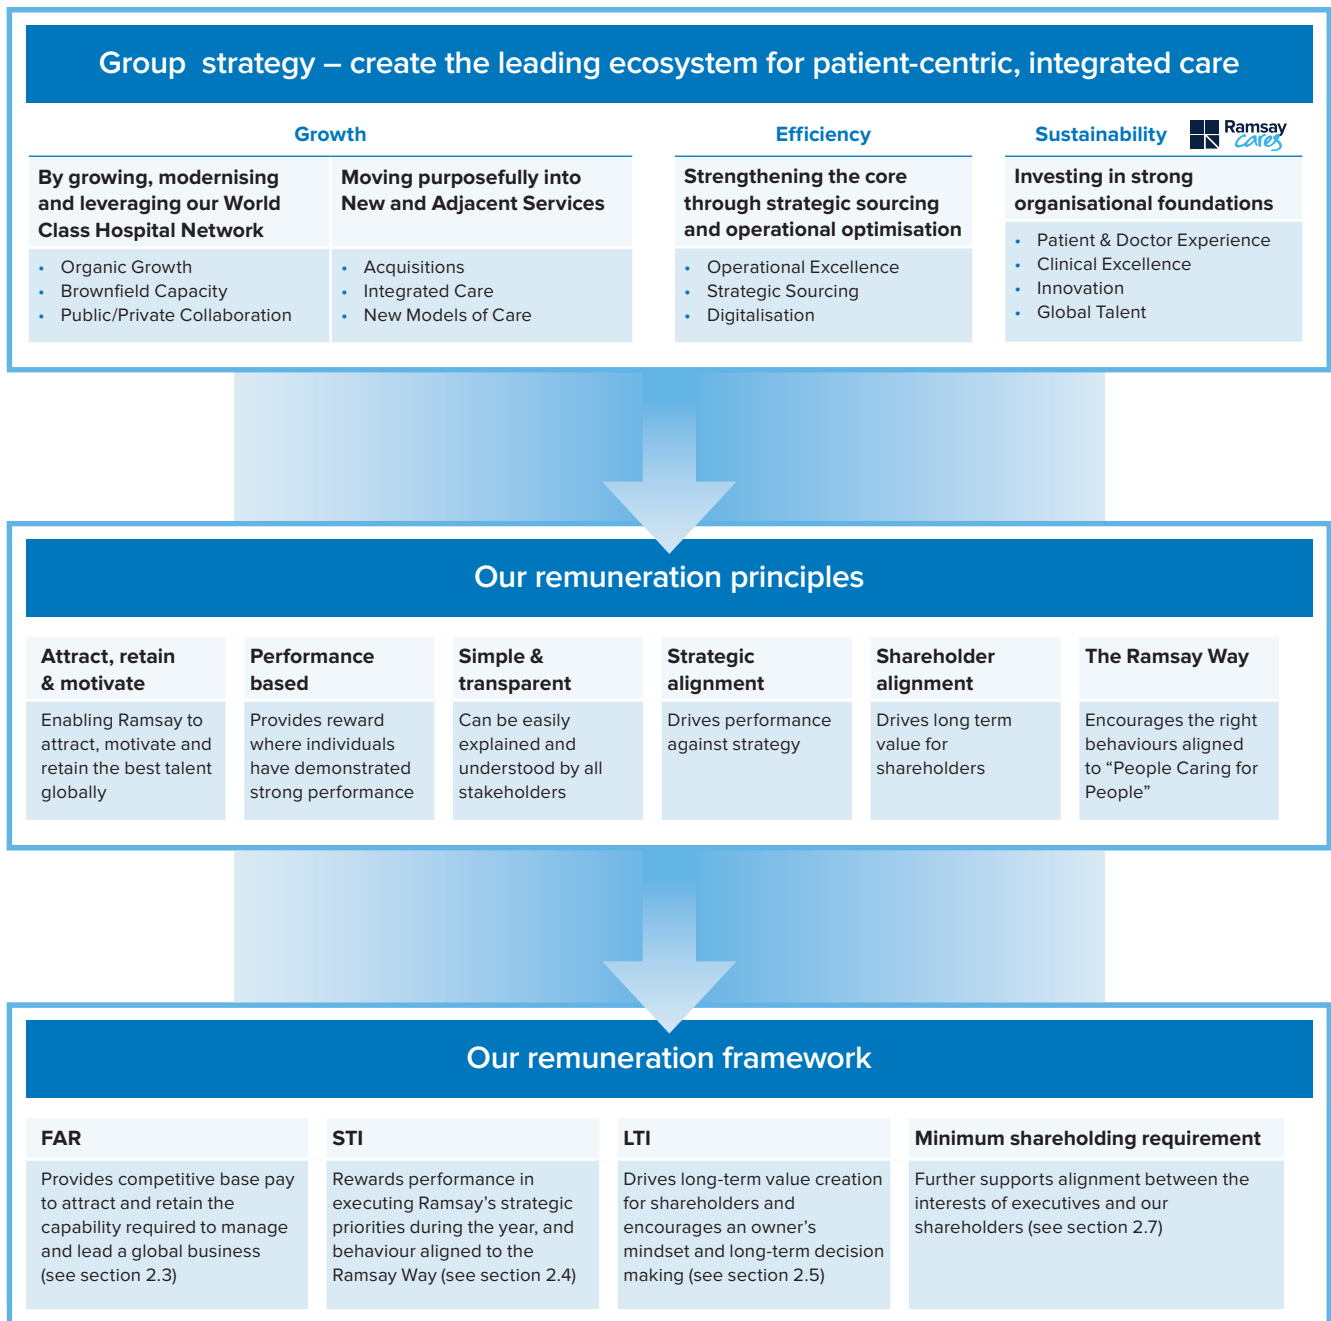 Group strategy – create the leading ecosystem for patient-centric, integrated care
Growth
By growing, modernising
and leveraging our World
Class Hospital Network
• Organic Growth
• Brownfield Capacity
• Public/Private Collaboration
Moving purposefully into
New and Adjacent Services
• Acquisitions
• Integrated Care
• New Models of Care
Efficiency
Strengthening the core
through strategic sourcing
and operational optimisation
• Operational Excellence
• Strategic Sourcing
• Digitalisation
Sustainability
Ramsay
cares
Investing in strong
organisational foundations
• Patient & Doctor Experience
• Clinical Excellence
• Innovation
• Global Talent
Our remuneration principles
Attract, retain
& motivate
Enabling Ramsay to
attract, motivate and
retain the best talent
globally
Performance
based
Provides reward
where individuals
have demonstrated
strong performance
Simple &
transparent
Can be easily
explained and
understood by all
stakeholders
Strategic
alignment
Drives performance
against strategy
Shareholder
alignment
Drives long term
value for
shareholders
The Ramsay Way
Encourages the right
behaviours aligned
to “People Caring for
People”
Our remuneration framework
FAR
Provides competitive base pay
to attract and retain the
capability required to manage
and lead a global business
(see section 2.3)
STI
Rewards performance in
executing Ramsay’s strategic
priorities during the year, and
behaviour aligned to the
Ramsay Way (see section 2.4)
LTI
Drives long-term value creation
for shareholders and
encourages an owner’s
mindset and long-term decision
making (see section 2.5)
Minimum shareholding requirement
Further supports alignment between the
interests of executives and our
shareholders (see section 2.7)